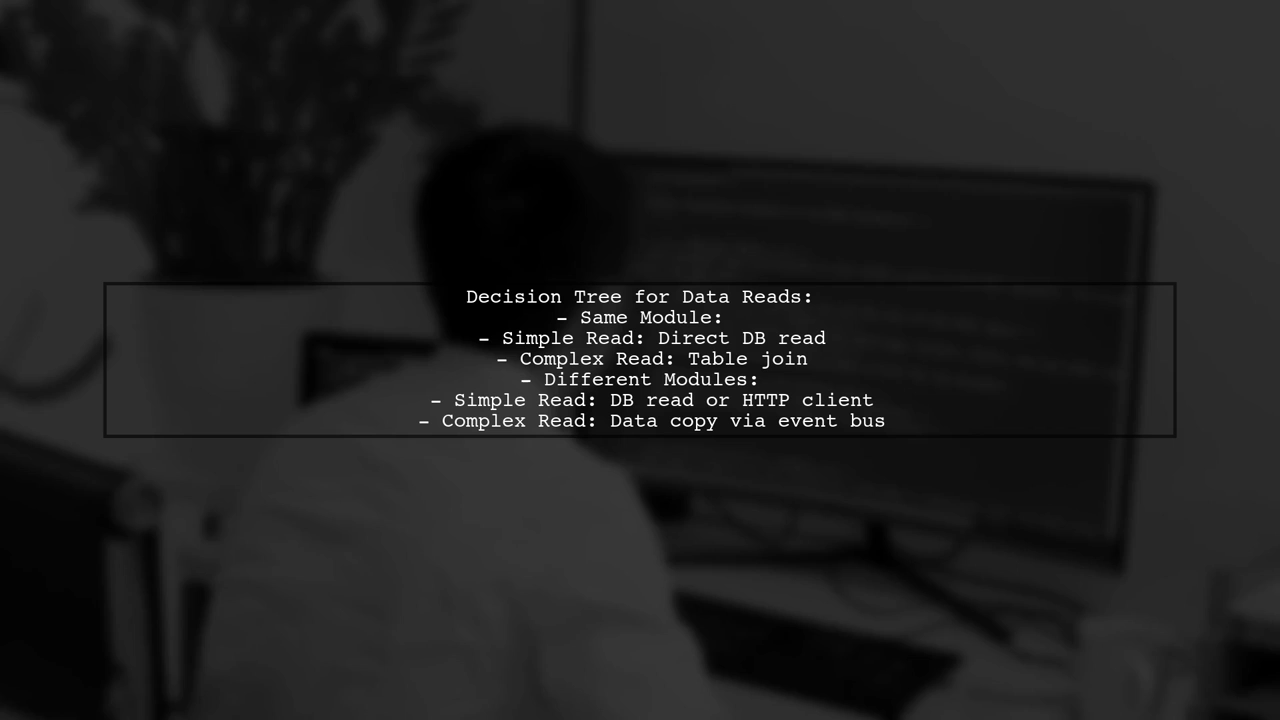 Decision Tree for Data Reads:
- Same Module:
- Simple Read: Direct DB read
- Complex Read: Table join
- Different Modules:
- Simple Read: DB read or HTTP client
- Complex Read: Data copy via event bus